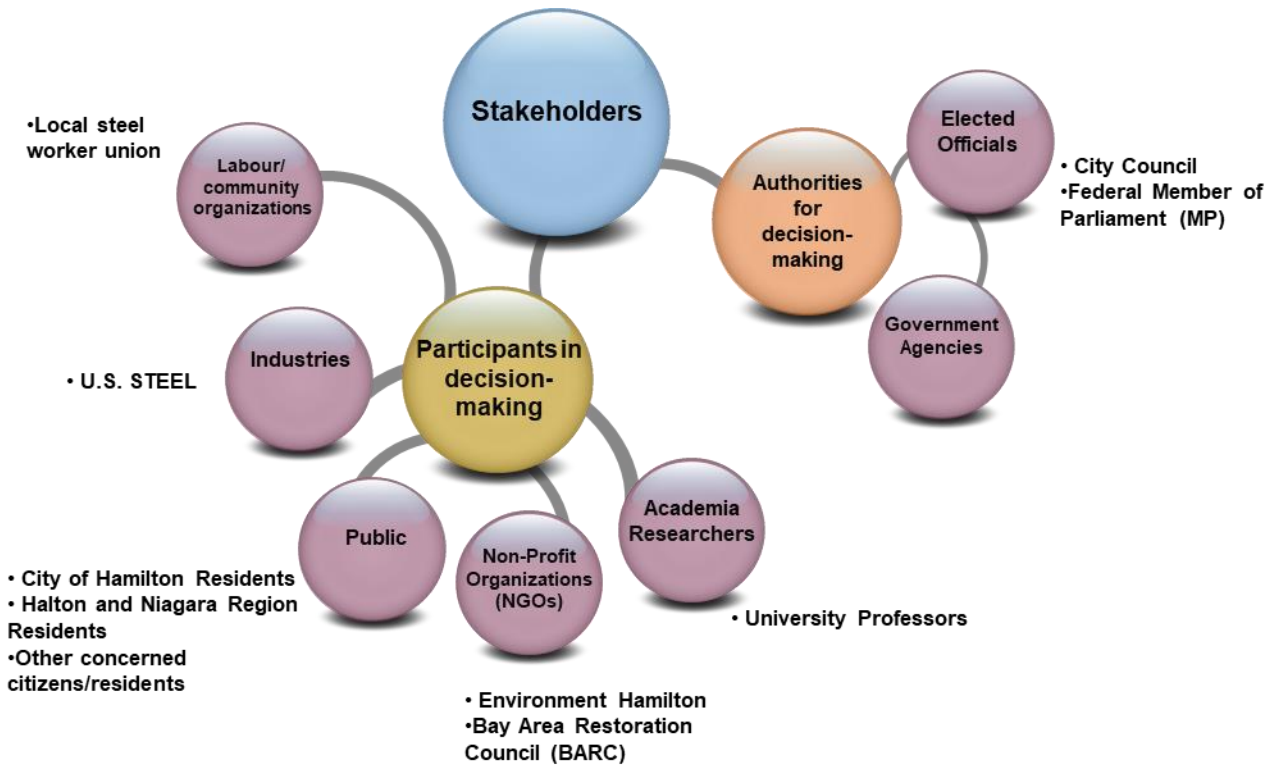 Stakeholders
Authorities
for
decision-
making
Elected
Officials
• City Council
•Federal Member of
Parliament (MP)
Government
Agencies
Participants in
decision-
making
•Local steel
worker union
Labour/
community
organizations
• U.S. STEEL
Industries
Public
• City of Hamilton Residents
• Halton and Niagara Region
Residents
•Other concerned
citizens/residents
Non-Profit
Organizations
(NGOs)
• Environment Hamilton
•Bay Area Restoration
Council (BARC)
Academia
Researchers
• University Professors